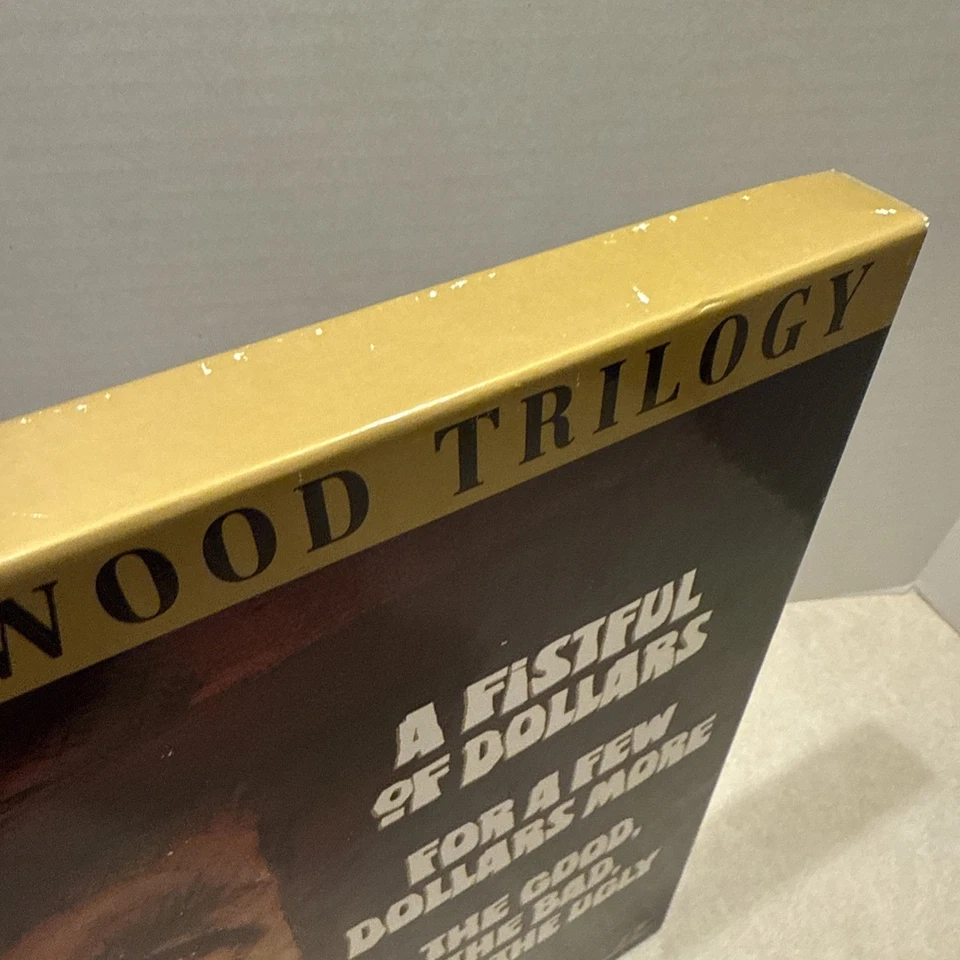 WOOD TRILOGY
A FiSTFUL
OF DOLLARS
FOR A FEW
DOLLARS MORE
THE GOOD,
THE BAD,
THE UGLY